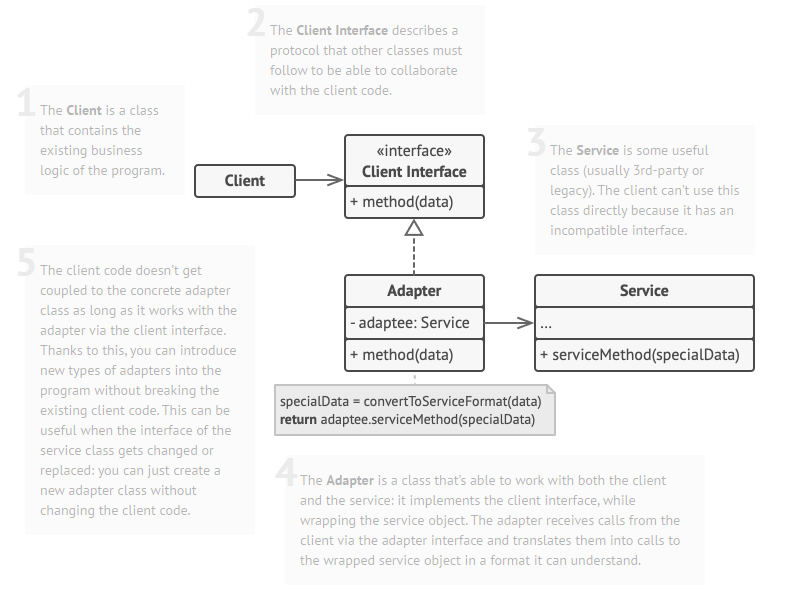 1
The Client is a class
that contains the
existing business
logic of the program.
2
The Client Interface describes a
protocol that other classes must
follow to be able to collaborate
with the client code.
3
The Service is some useful
class (usually 3rd-party or
legacy). The client can't use this
class directly because it has an
incompatible interface.
Client
«interface»
Client Interface
+ method(data)
Adapter
- adaptee: Service
+ method(data)
Service
...
+ serviceMethod(specialData)
specialData = convertToServiceFormat(data)
return adaptee.serviceMethod(specialData)
4
The Adapter is a class that's able to work with both the client
and the service: it implements the client interface, while
wrapping the service object. The adapter receives calls from the
client via the adapter interface and translates them into calls to
the wrapped service object in a format it can understand.
5
The client code doesn't get
coupled to the concrete adapter
class as long as it works with the
adapter via the client interface.
Thanks to this, you can introduce
new types of adapters into the
program without breaking the
existing client code. This can be
useful when the interface of the
service class gets changed or
replaced: you can just create a
new adapter class without
changing the client code.